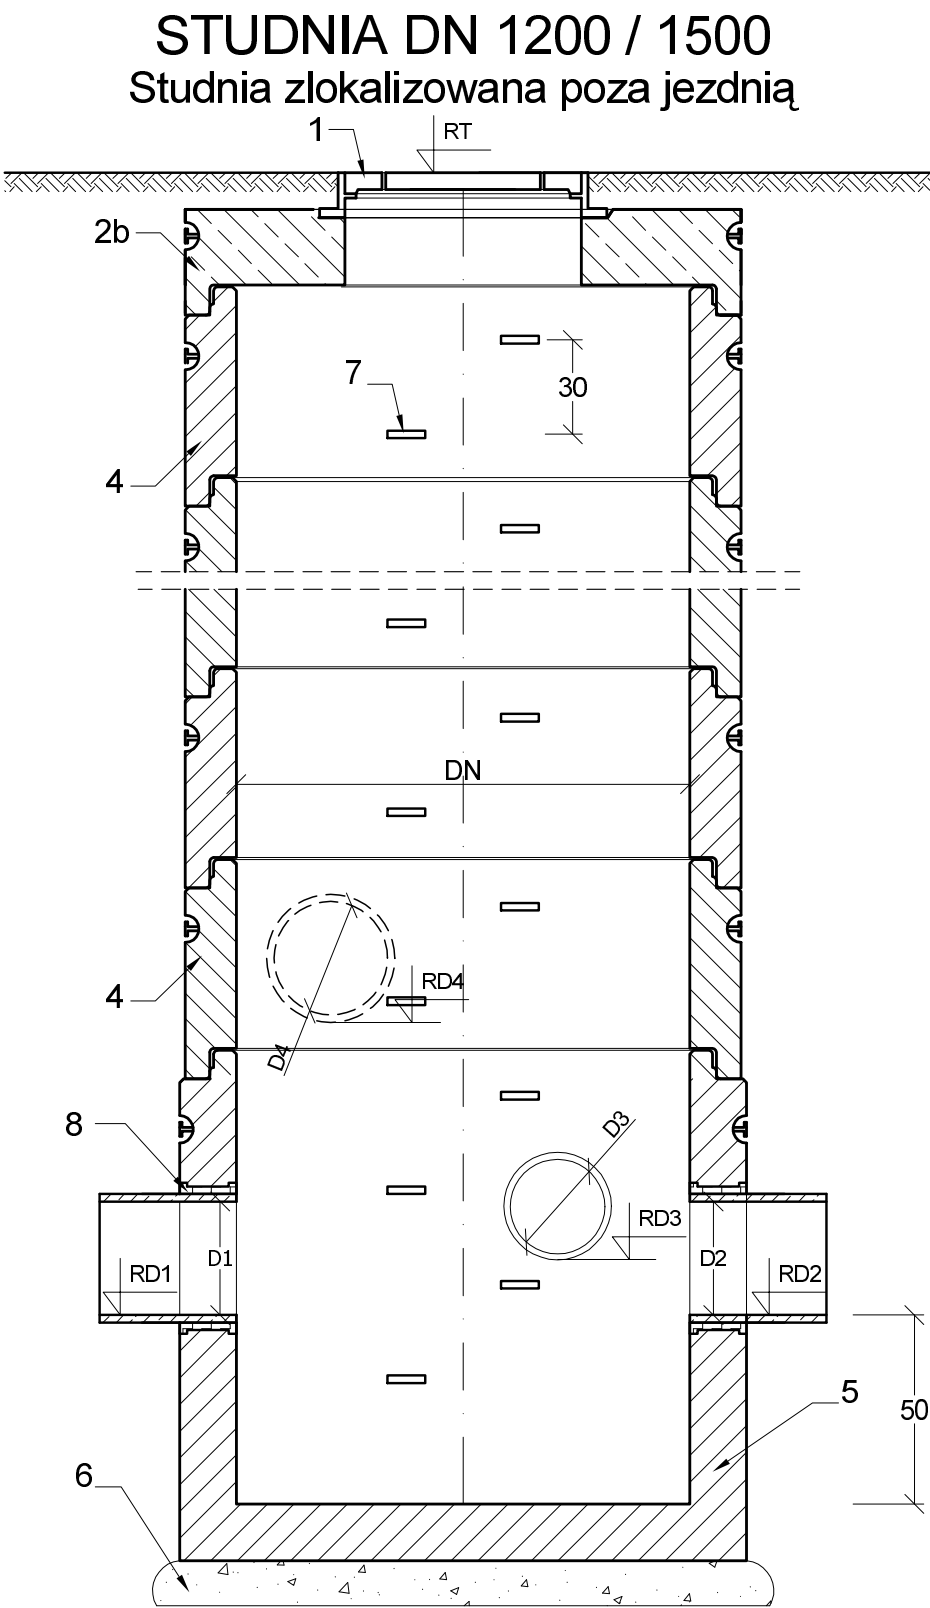 STUDNIA DN 1200 / 1500
Studnia zlokalizowana poza jezdnią
1
RT
2b
7
30
4
DN
4
RD4
D4
8
D3
RD3
D1
D2
RD1
RD2
5
50
6